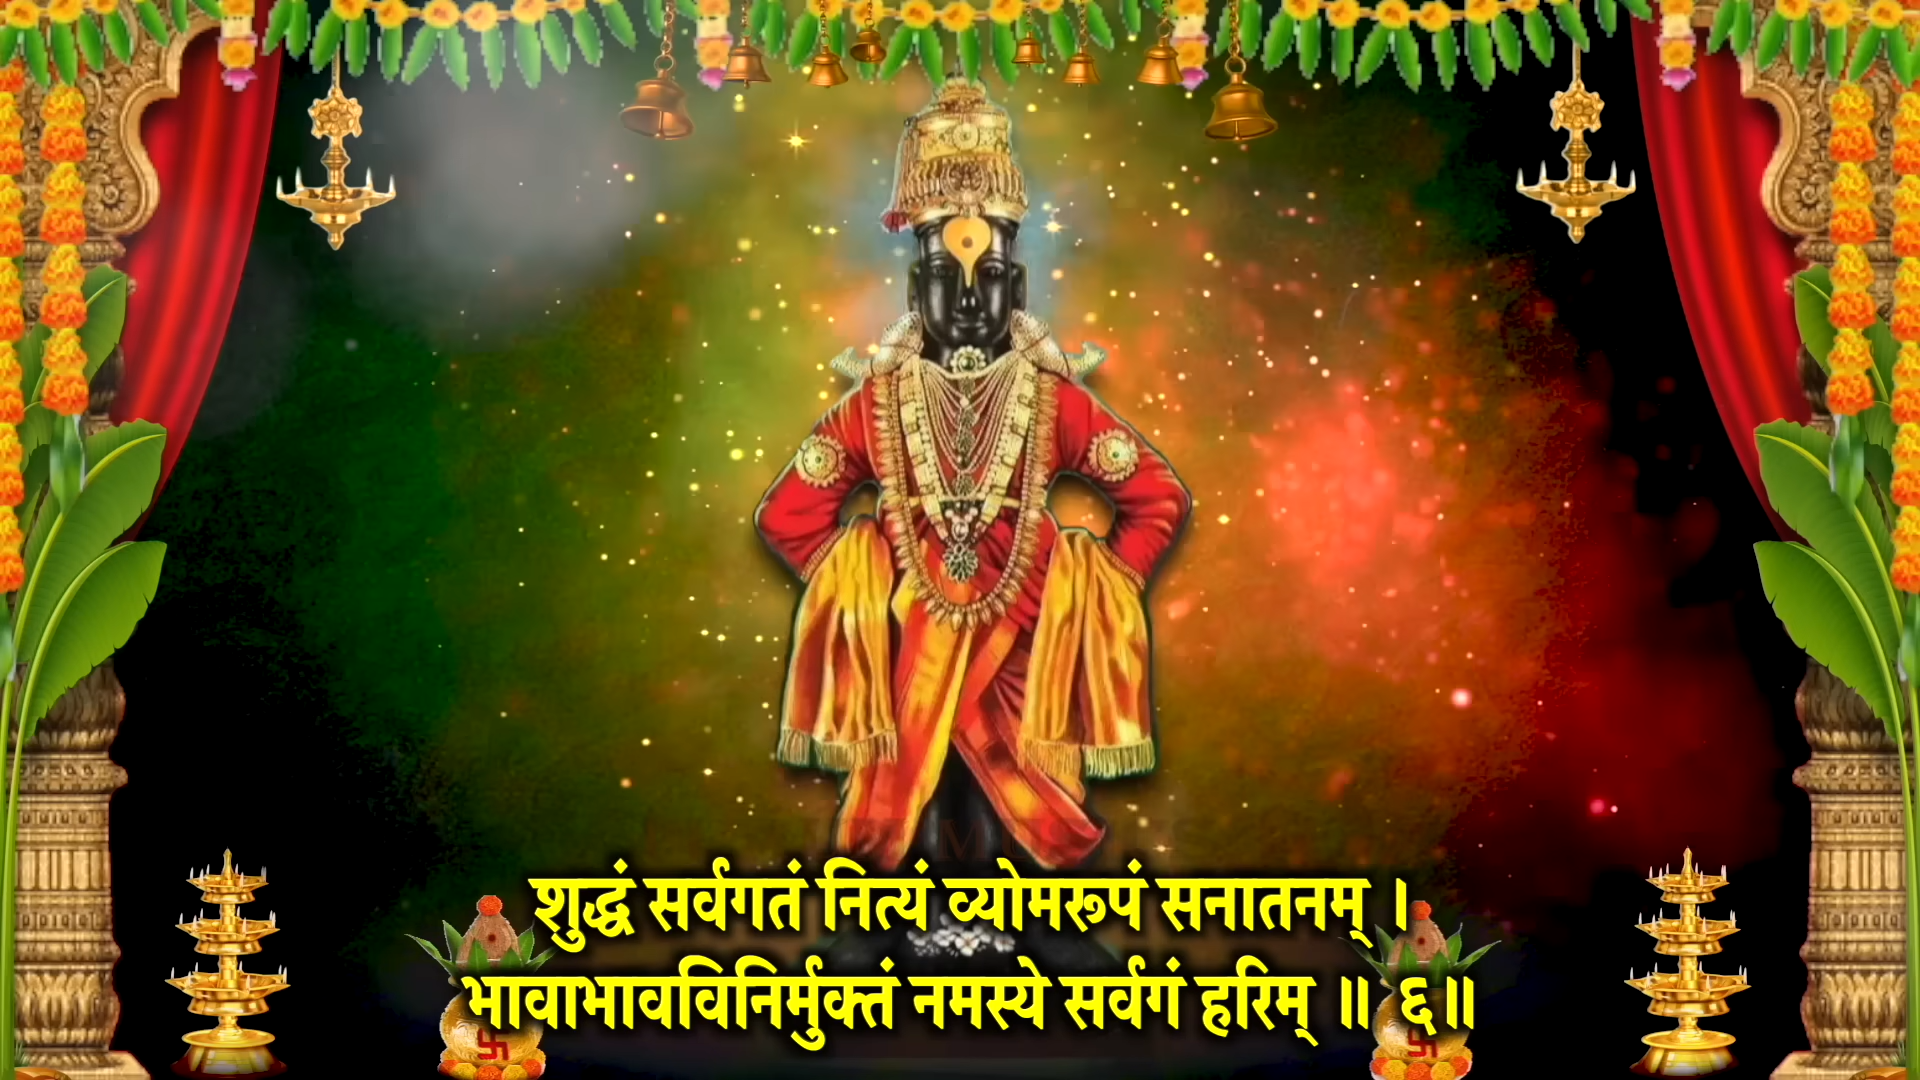 शुद्धं सर्वगतं नित्यं व्योमरूपं सनातनम् ।
भावाभावविनिर्मुक्तं नमस्ये सर्वगं हरिम् ॥ ६॥